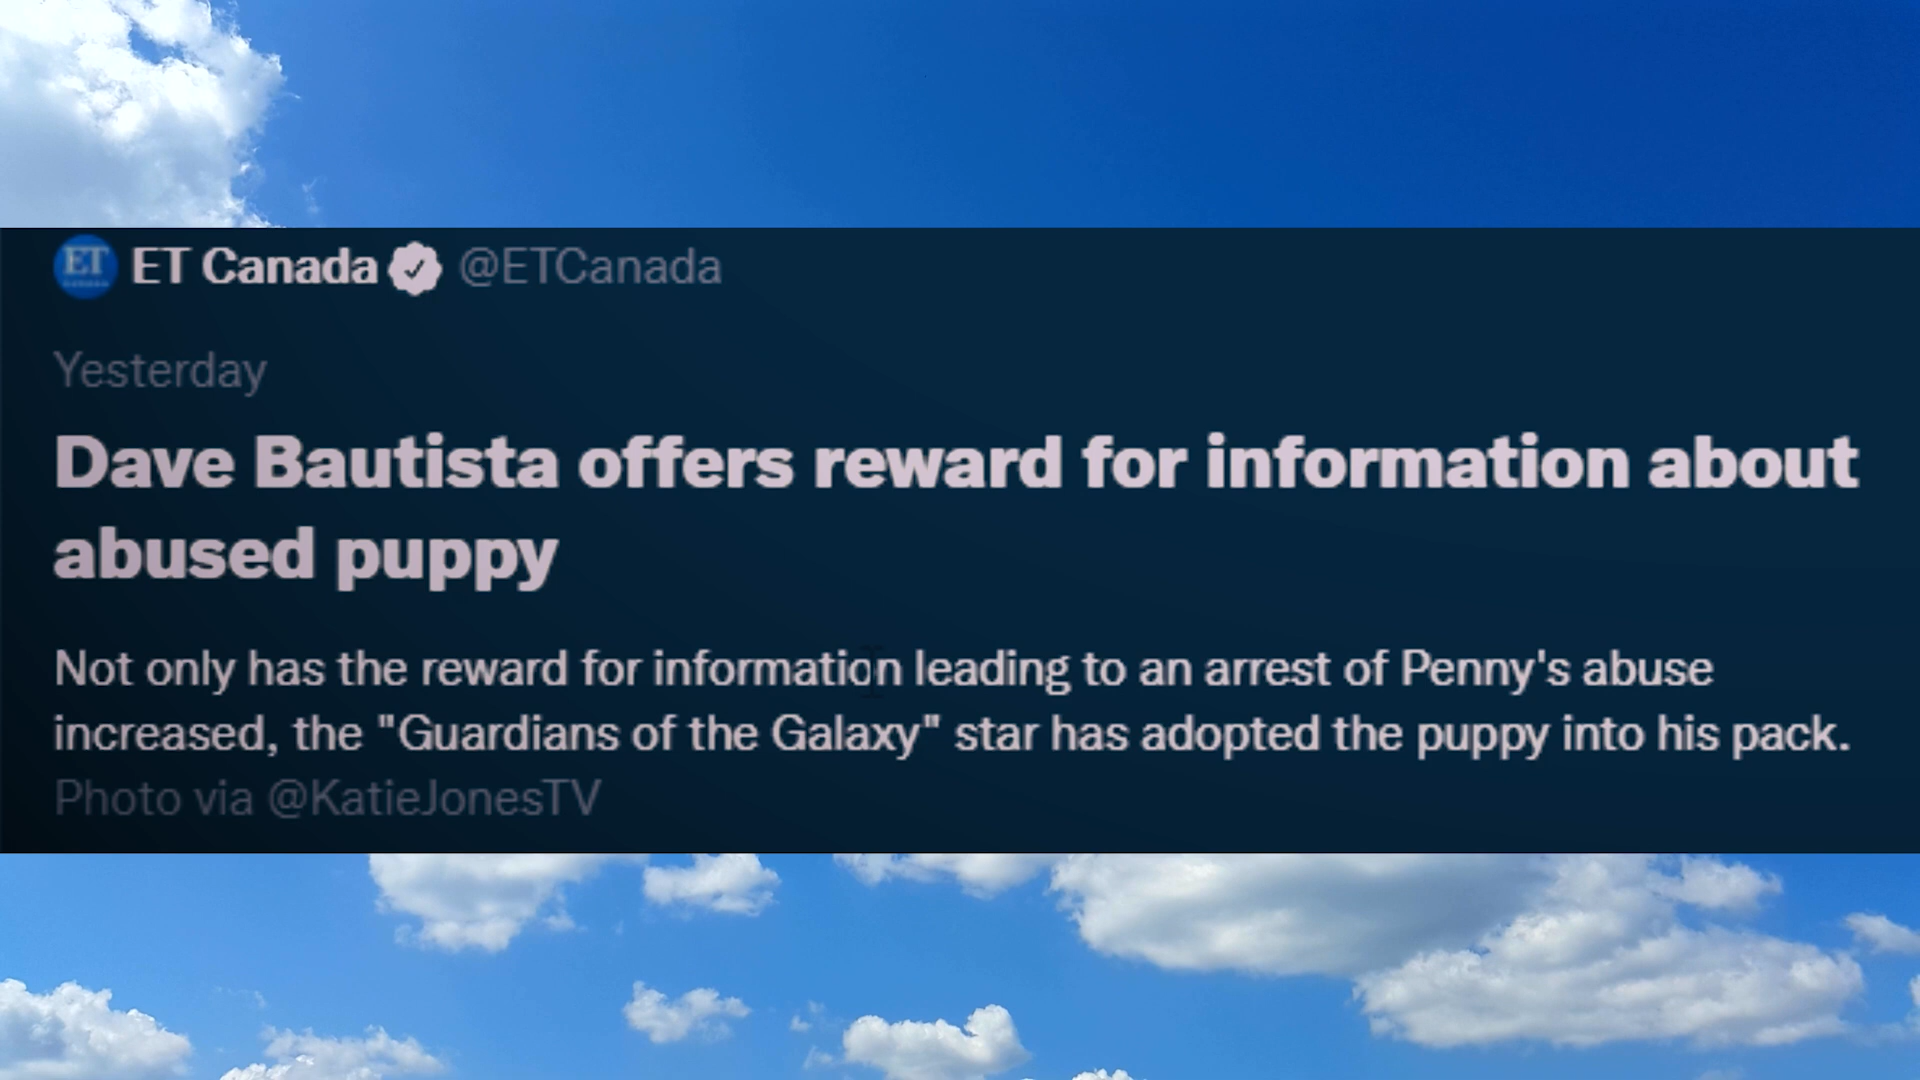 ET ET Canada @ETCanada
Yesterday
Dave Bautista offers reward for information about
abused puppy
Not only has the reward for information leading to an arrest of Penny's abuse
increased, the "Guardians of the Galaxy" star has adopted the puppy into his pack.
Photo via @KatieJonesTV